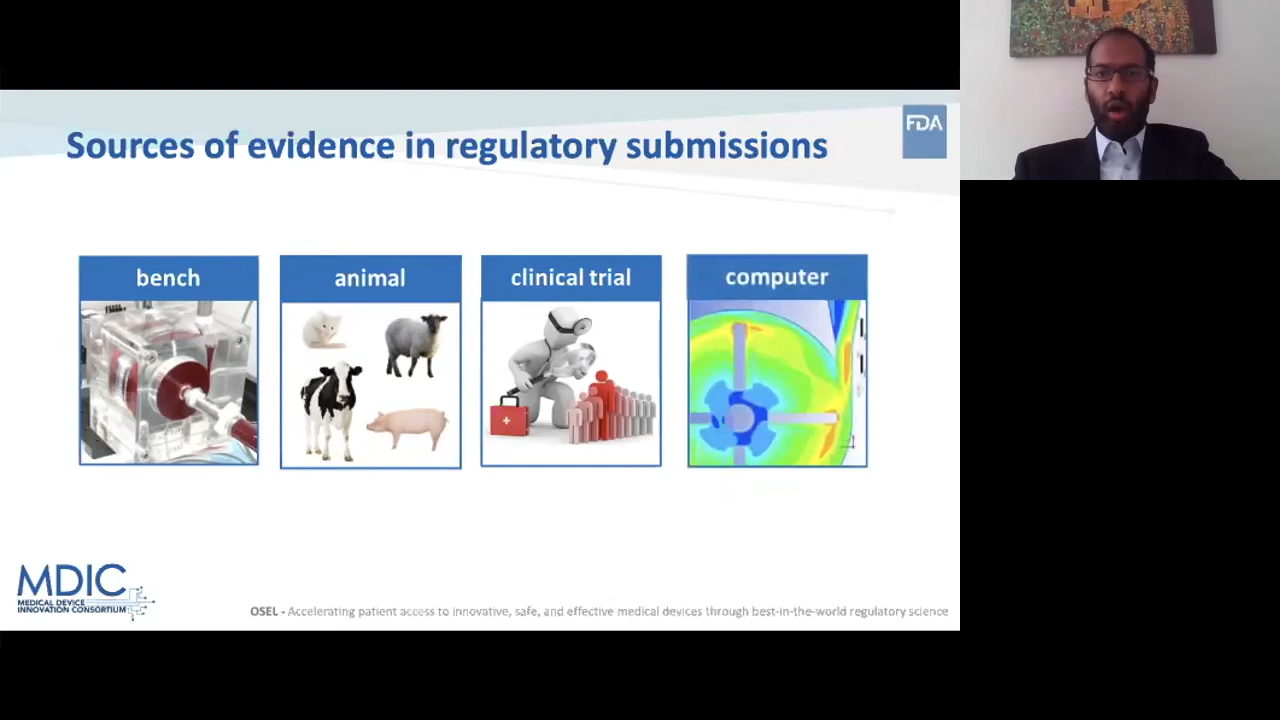 Sources of evidence in regulatory submissions
FDA
bench
animal
clinical trial
computer
MDIC
MEDICAL DEVICE
INNOVATION CONSORTIUM
OSEL - Accelerating patient access to innovative, safe, and effective medical devices through best-in-the-world regulatory science